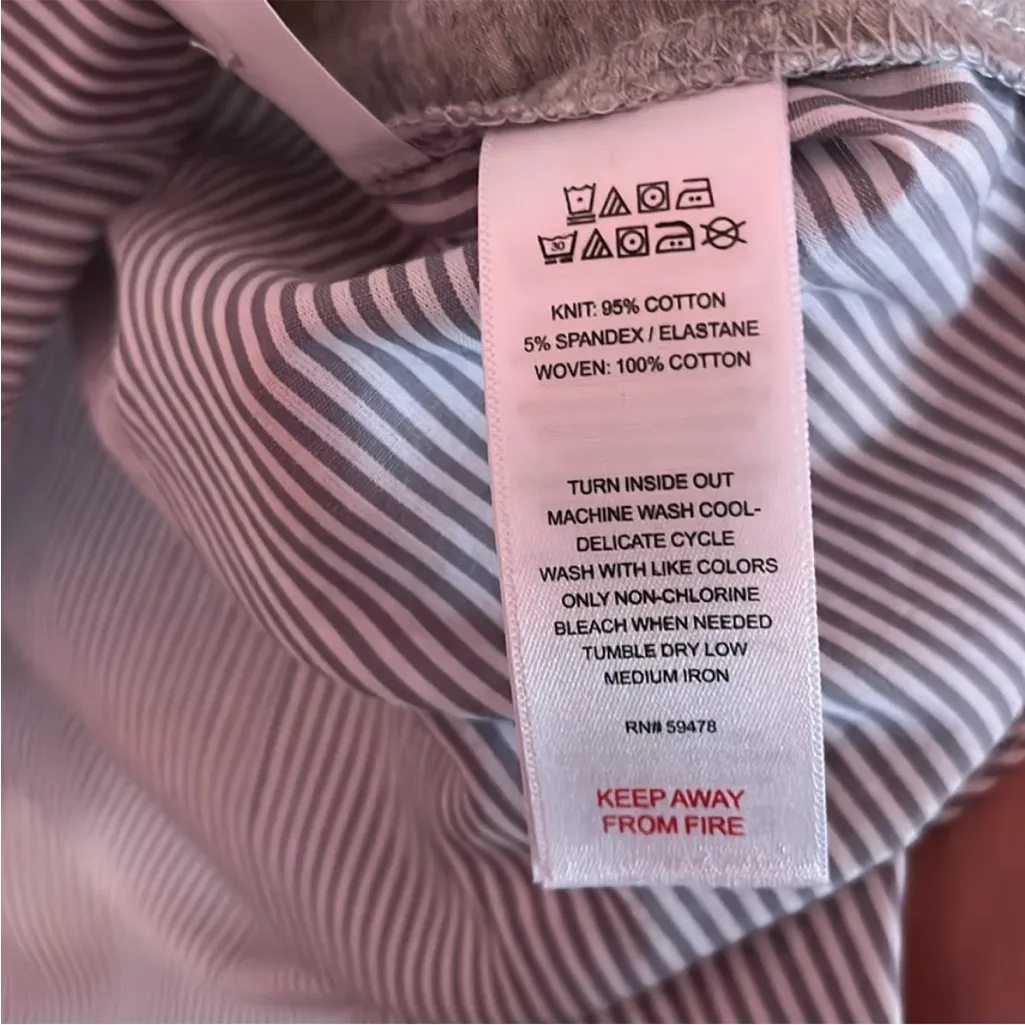 30
KNIT: 95% COTTON
5% SPANDEX / ELASTANE
WOVEN: 100% COTTON
TURN INSIDE OUT
MACHINE WASH COOL-
DELICATE CYCLE
WASH WITH LIKE COLORS
ONLY NON-CHLORINE
BLEACH WHEN NEEDED
TUMBLE DRY LOW
MEDIUM IRON
RN# 59478
KEEP AWAY
FROM FIRE